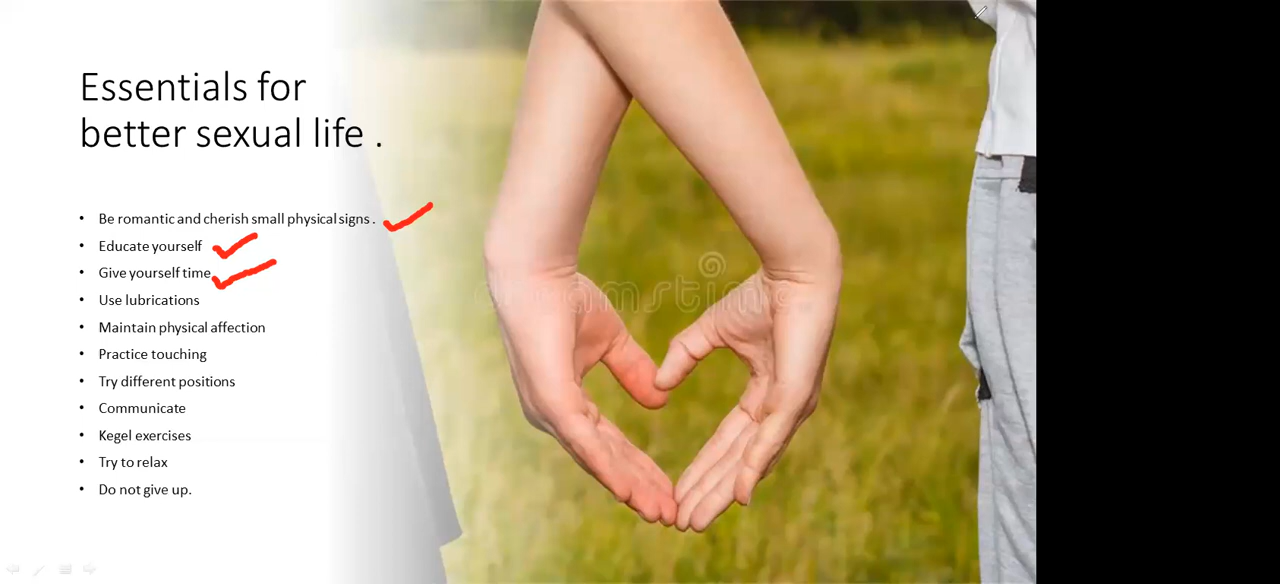 Essentials for
better sexual life .
• Be romantic and cherish small physical signs .
• Educate yourself
• Give yourself time
• Use lubrications
• Maintain physical affection
• Practice touching
• Try different positions
• Communicate
• Kegel exercises
• Try to relax
• Do not give up.
dreamstime